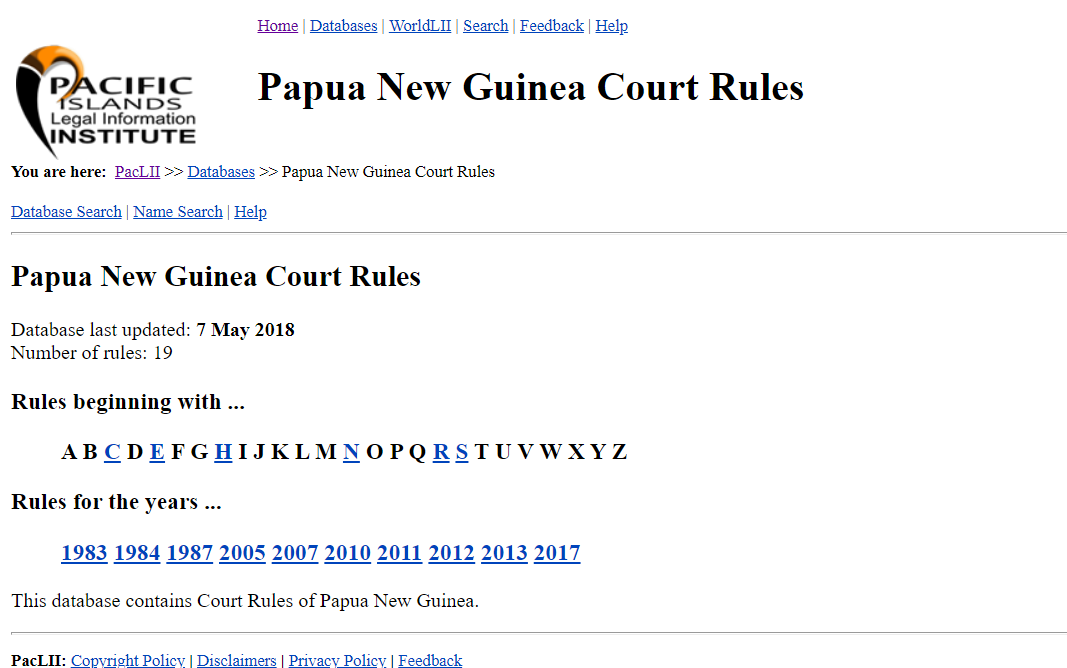 Home | Databases | WorldLII | Search | Feedback | Help
PACIFIC
ISLANDS
Legal Information
INSTITUTE
Papua New Guinea Court Rules
You are here: PacLII >> Databases >> Papua New Guinea Court Rules
Database Search | Name Search | Help
Papua New Guinea Court Rules
Database last updated: 7 May 2018
Number of rules: 19
Rules beginning with ...
A B C D E F G H I J K L M N O P Q R S T U V W X Y Z
Rules for the years ...
1983 1984 1987 2005 2007 2010 2011 2012 2013 2017
This database contains Court Rules of Papua New Guinea.
PacLII: Copyright Policy | Disclaimers | Privacy Policy | Feedback